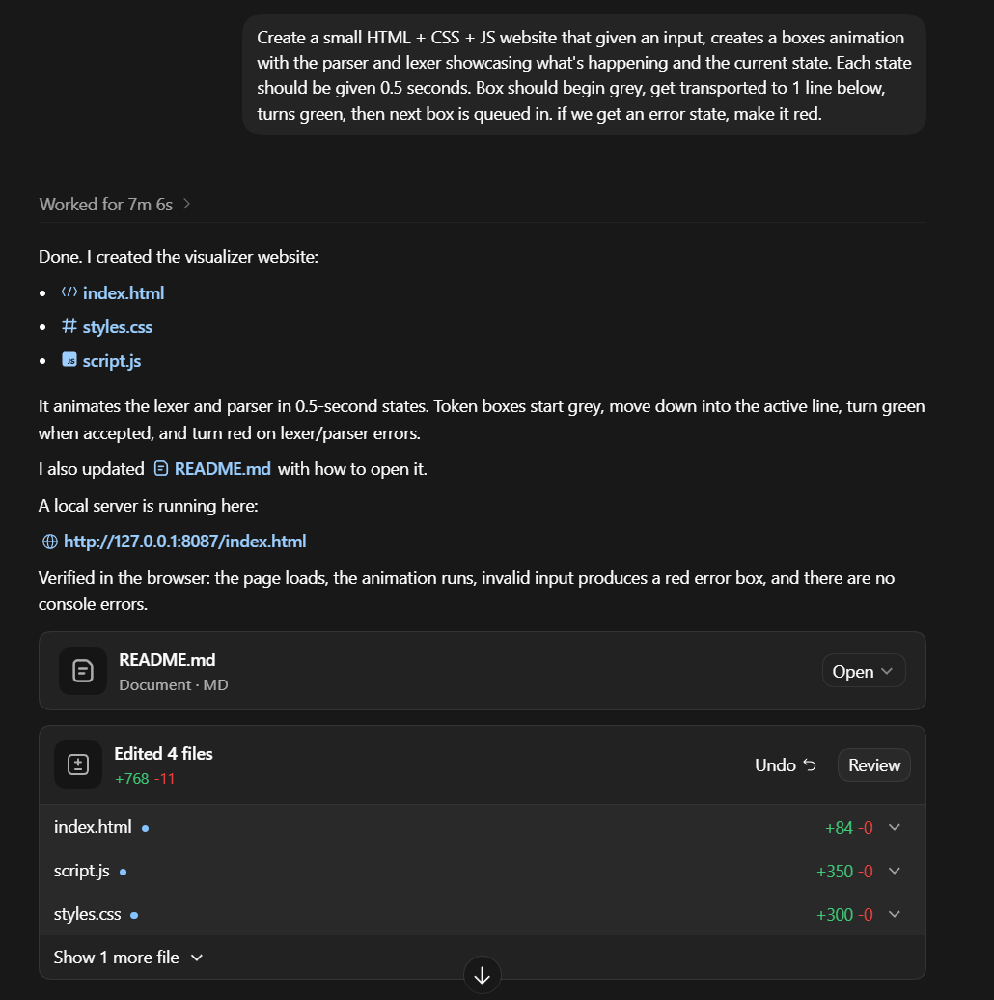 Create a small HTML + CSS + JS website that given an input, creates a boxes animation
with the parser and lexer showcasing what's happening and the current state. Each state
should be given 0.5 seconds. Box should begin grey, get transported to 1 line below,
turns green, then next box is queued in. if we get an error state, make it red.
Worked for 7m 6s
Done. I created the visualizer website:
index.html
styles.css
JS script.js
It animates the lexer and parser in 0.5-second states. Token boxes start grey, move down into the active line, turn green
when accepted, and turn red on lexer/parser errors.
I also updated README.md with how to open it.
A local server is running here:
http://127.0.0.1:8087/index.html
Verified in the browser: the page loads, the animation runs, invalid input produces a red error box, and there are no
console errors.
README.md
Document · MD
Open
Edited 4 files
+768 -11
Undo
Review
index.html
+84 -0
script.js
+350 -0
styles.css
+300 -0
Show 1 more file